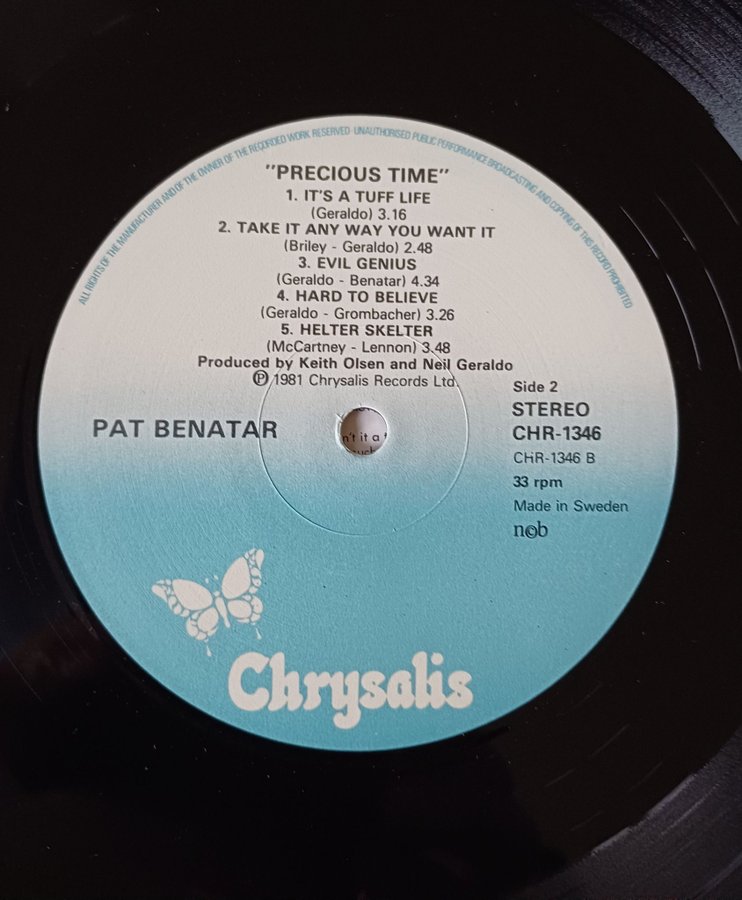 ALL RIGHTS OF THE MANUFACTURER AND OF THE OWNER OF THE RECORDED WORK RESERVED UNAUTHORISED PUBLIC PERFORMANCE BROADCASTING AND COPYING OF THIS RECORD PROHIBITED
"PRECIOUS TIME"
1. IT'S A TUFF LIFE
(Geraldo) 3.16
2. TAKE IT ANY WAY YOU WANT IT
(Briley - Geraldo) 2.48
3. EVIL GENIUS
(Geraldo - Benatar) 4.34
4. HARD TO BELIEVE
(Geraldo - Grombacher) 3.26
5. HELTER SKELTER
(McCartney - Lennon) 3.48
Produced by Keith Olsen and Neil Geraldo
Ⓟ 1981 Chrysalis Records Ltd.
PAT BENATAR
Side 2
STEREO
CHR-1346
CHR-1346 B
33 rpm
Made in Sweden
ncb
n't it a
Chrysalis